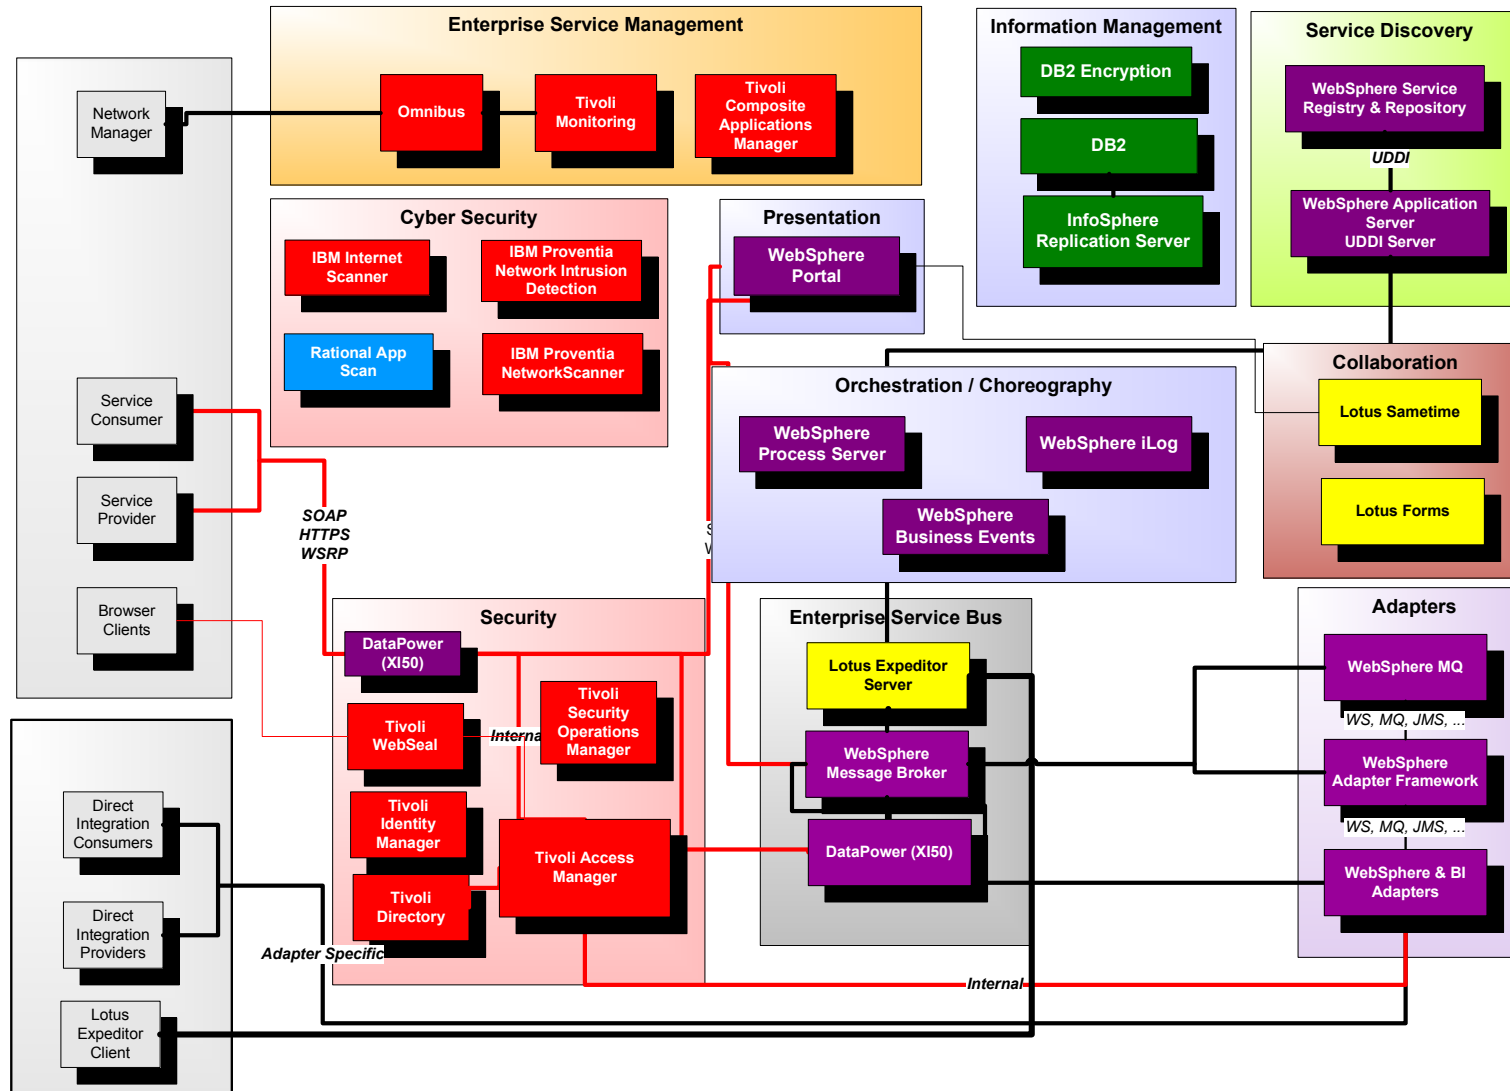 Enterprise Service Management
Omnibus
Tivoli
Monitoring
Tivoli
Composite
Applications
Manager
Information Management
DB2 Encryption
DB2
InfoSphere
Replication Server
Service Discovery
WebSphere Service
Registry & Repository
UDDI
WebSphere Application
Server
UDDI Server
Network
Manager
Service
Consumer
Service
Provider
Browser
Clients
Cyber Security
IBM Internet
Scanner
IBM Proventia
Network Intrusion
Detection
Rational App
Scan
IBM Proventia
NetworkScanner
Presentation
WebSphere
Portal
Orchestration / Choreography
WebSphere
Process Server
WebSphere iLog
WebSphere
Business Events
Collaboration
Lotus Sametime
Lotus Forms
SOAP
HTTPS
WSRP
Security
DataPower
(XI50)
Tivoli
WebSeal
Interna
Tivoli
Security
Operations
Manager
Tivoli
Identity
Manager
Tivoli Access
Manager
Tivoli
Directory
Enterprise Service Bus
Lotus Expeditor
Server
WebSphere
Message Broker
DataPower (XI50)
Adapters
WebSphere MQ
WS, MQ, JMS, ...
WebSphere
Adapter Framework
WS, MQ, JMS, ...
WebSphere & BI
Adapters
Direct
Integration
Consumers
Direct
Integration
Providers
Lotus
Expeditor
Client
Adapter Specific
Internal